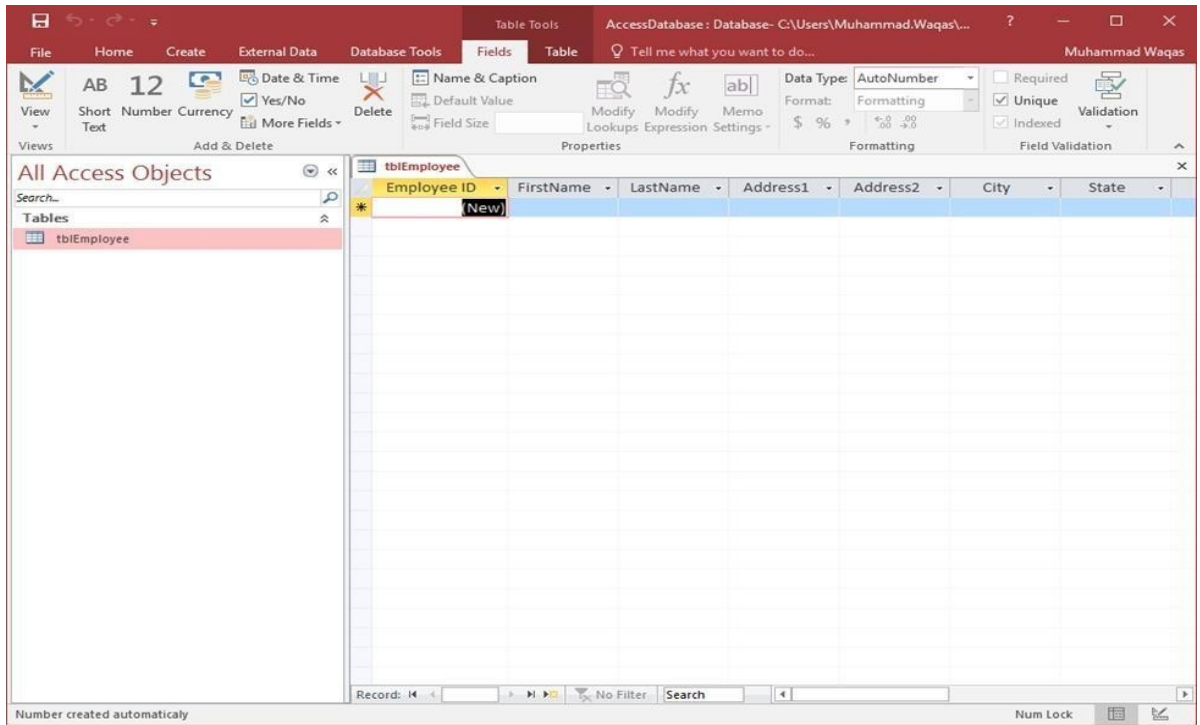 Table Tools AccessDatabase : Database- C:\Users\Muhammad.Waqas\... ?
File Home Create External Data Database Tools Fields Table Tell me what you want to do... Muhammad Waqas
View
Views
AB
Short
Text
12
Number
Currency
Date & Time
Yes/No
More Fields
Add & Delete
Delete
Name & Caption
Default Value
Field Size
Modify
Lookups
fx
Modify
Expression
ab
Memo
Settings
Properties
Data Type: AutoNumber
Format: Formatting
$ % , .00 .00
Formatting
Required
Unique
Indexed
Validation
Field Validation
All Access Objects
Search...
Tables
tblEmployee
tblEmployee
Employee ID FirstName LastName Address1 Address2 City State
(New)
Record: No Filter Search
Number created automaticaly Num Lock